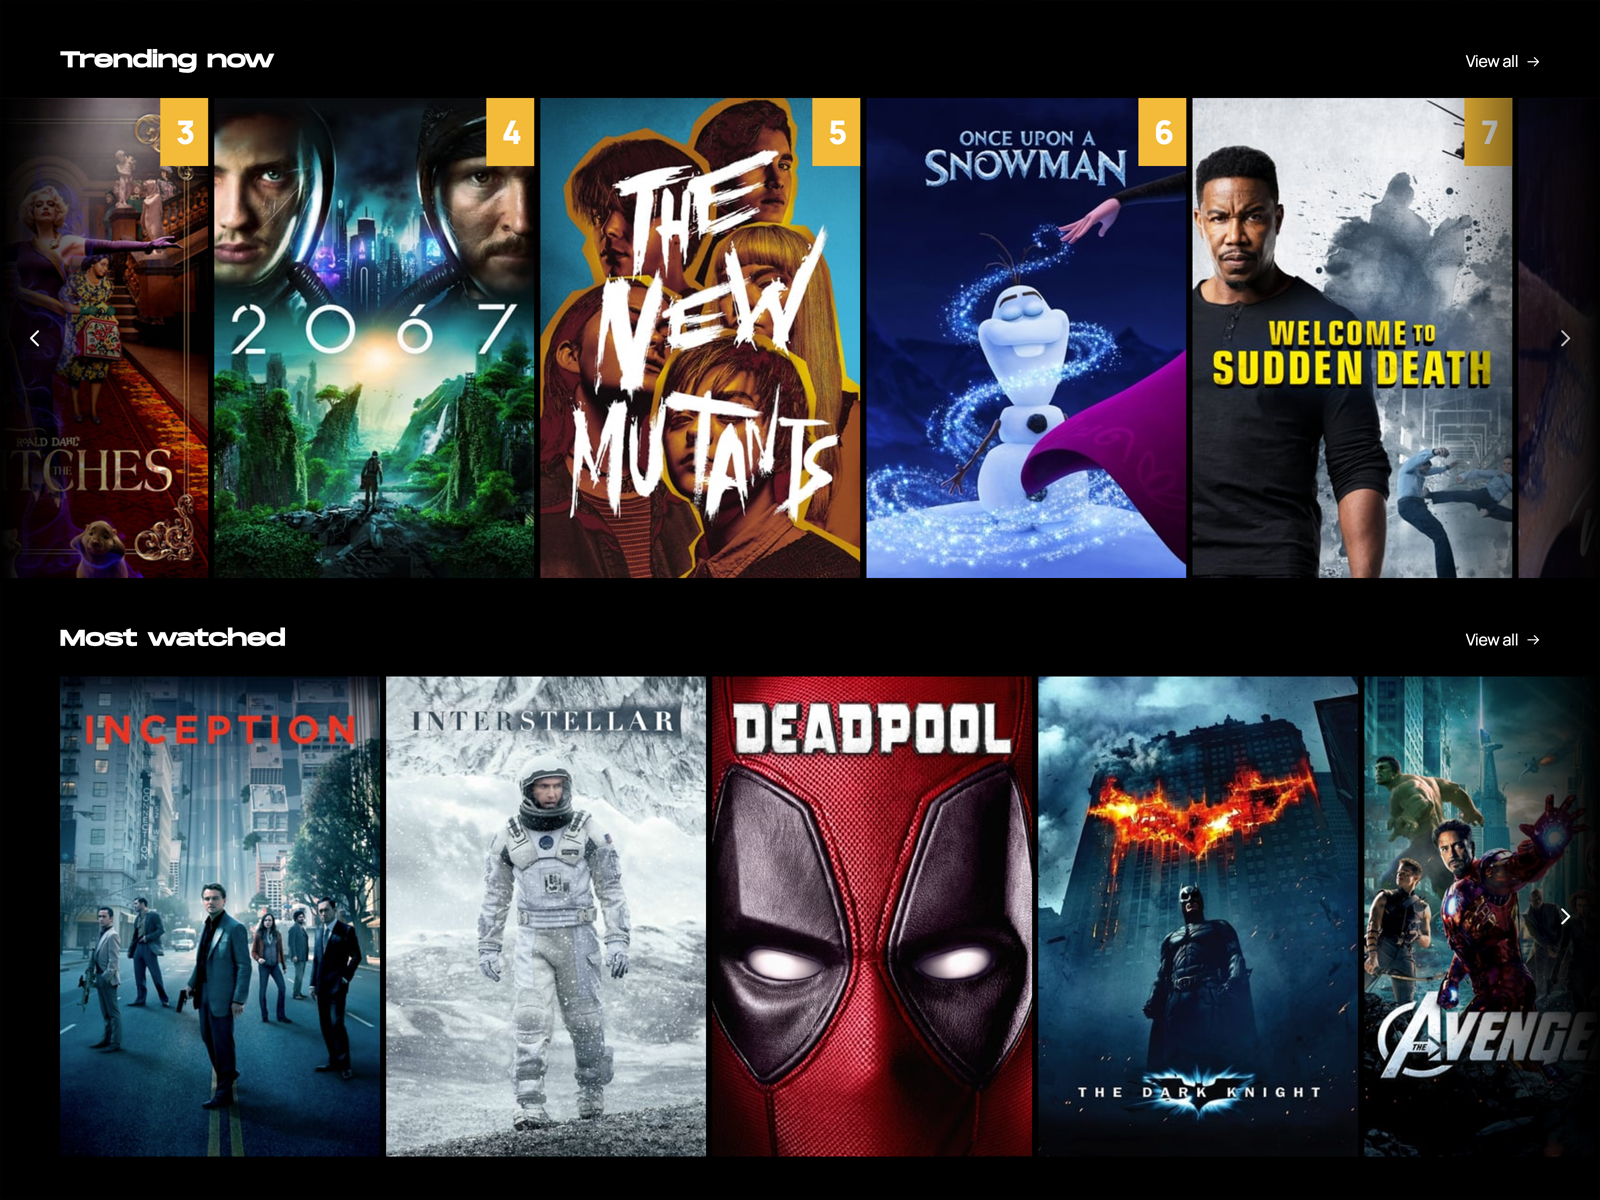 Trending now
View all →
3
ROALD DAHL'S
THE
TCHES
4
2067
5
THE
NEW
MUTANTS
6
ONCE UPON A
SNOWMAN
7
WELCOME TO
SUDDEN DEATH
Most watched
View all →
INCEPTION
INTERSTELLAR
DEADPOOL
THE DARK KNIGHT
THE
AVENGE